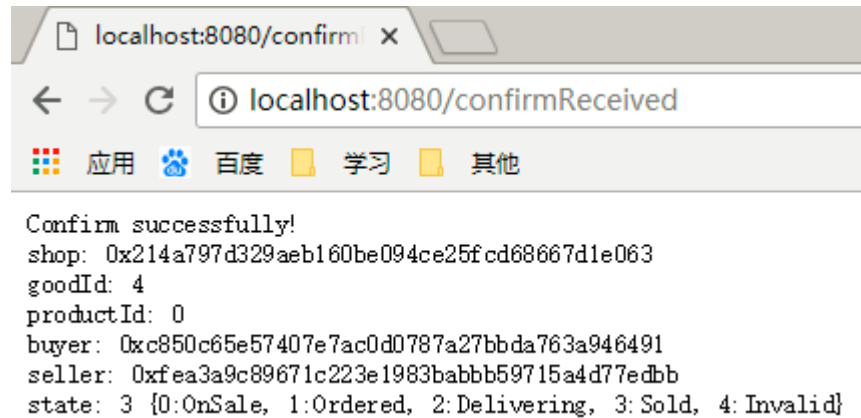 localhost:8080/confirm
localhost:8080/confirmReceived
应用 百度 学习 其他
Confirm successfully!
shop: 0x214a797d329aeb160be094ce25fcd68667d1e063
goodId: 4
productId: 0
buyer: 0xc850c65e57407e7ac0d0787a27bbda763a946491
seller: 0xfea3a9c89671c223e1983babbb59715a4d77edbb
state: 3 {0:OnSale, 1:Ordered, 2:Delivering, 3:Sold, 4:Invalid}